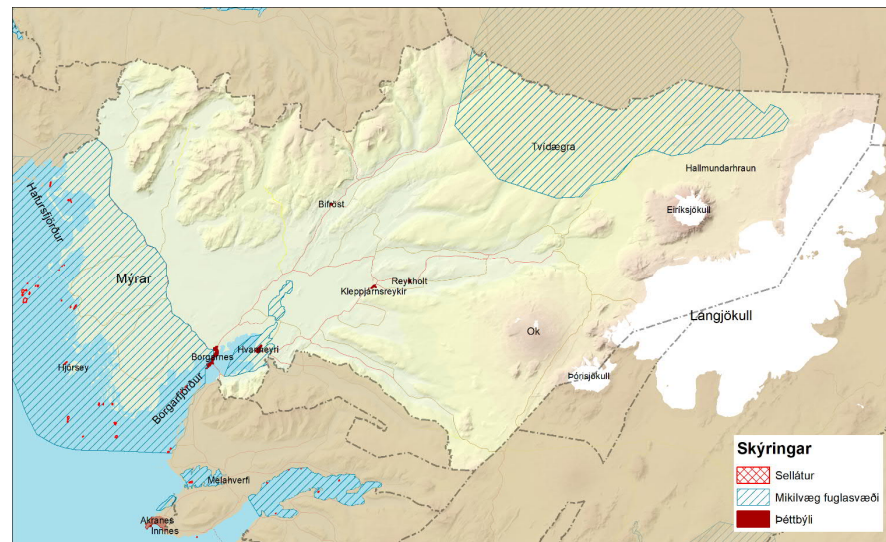 Tvídægra
Hallmundarhraun
Eiríksjökull
Bifröst
Hafursfjörður
Mýrar
Reykholt
Kleppjárnsreykir
Langjökull
Ok
Borgarnes
Hvanneyri
Hjörsey
Þórisjökull
Borgarfjörður
Melahverfi
Akranes
Innnes
Skýringar
Sellátur
Mikilvæg fuglasvæði
Þéttbýli